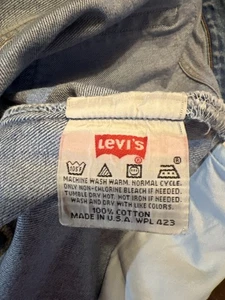 Levi's
®
MACHINE WASH WARM. NORMAL CYCLE.
ONLY NON-CHLORINE BLEACH IF NEEDED.
TUMBLE DRY HOT. HOT IRON IF NEEDED.
WASH AND DRY WITH LIKE COLORS.
100% COTTON
MADE IN U.S.A. WPL 423